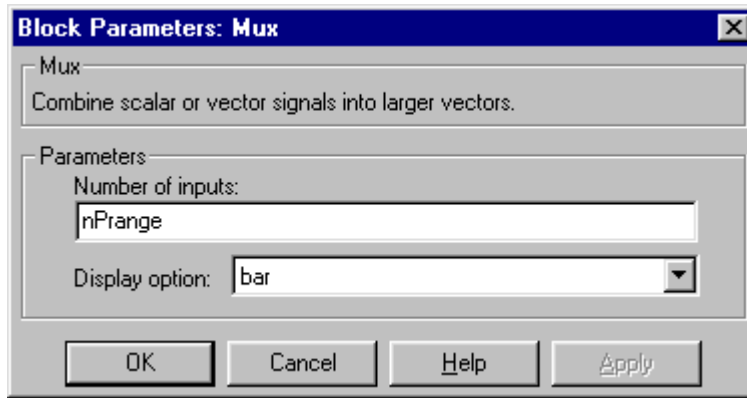 Block Parameters: Mux
Mux
Combine scalar or vector signals into larger vectors.
Parameters
Number of inputs:
nPrange
Display option: bar
OK Cancel Help Apply